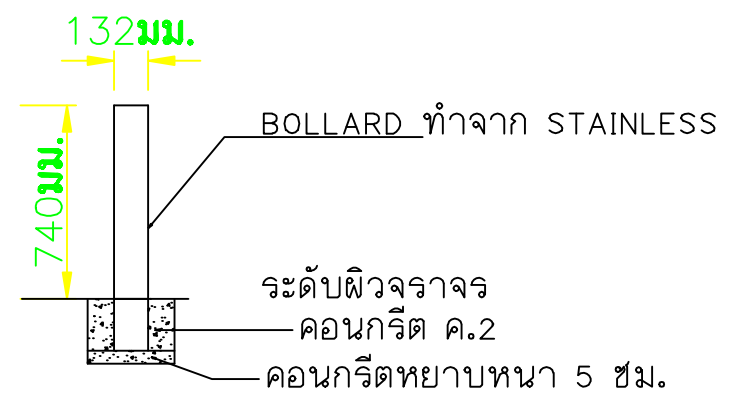 132มม.
BOLLARD ทำจาก STAINLESS
740มม.
ระดับผิวจราจร
คอนกรีต ค.2
คอนกรีตหยาบหนา 5 ซม.